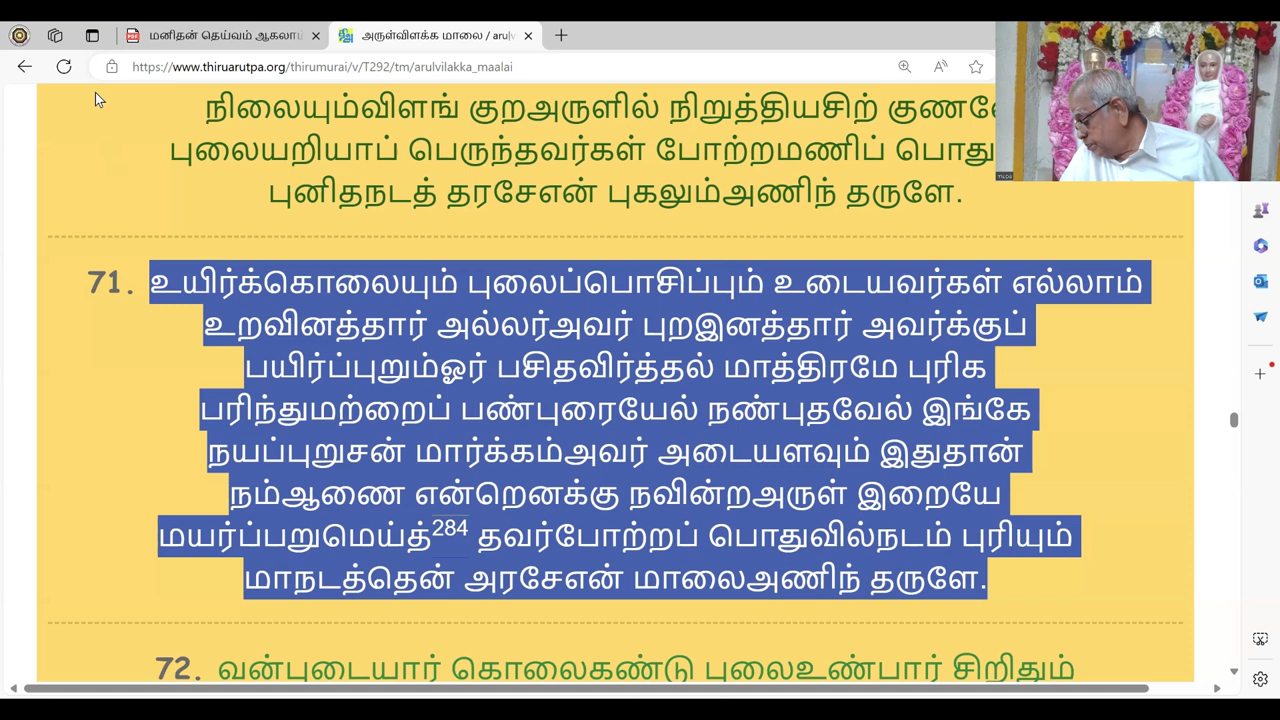 மனிதன் தெய்வம் ஆகலாம்
அருள்விளக்க மாலை / arulv
https://www.thiruarutpa.org/thirumurai/v/T292/tm/arulvilakka_maalai
நிலையும்விளங் குறஅருளில் நிறுத்தியசிற்
புலையறியாப் பெருந்தவர்கள் போற்றமணிப்
புனிதநடத் தரசேஎன் புகலும்அணிந் தருளே.
71. உயிர்க்கொலையும் புலைப்பொசிப்பும் உடையவர்கள் எல்லாம்
உறவினத்தார் அல்லர்அவர் புறஇனத்தார் அவர்க்குப்
பயிர்ப்புறும்ஓர் பசிதவிர்த்தல் மாத்திரமே புரிக
பரிந்துமற்றைப் பண்புரையேல் நண்புதவேல் இங்கே
நயப்புறுசன் மார்க்கம்அவர் அடையளவும் இதுதான்
நம்ஆணை என்றெனக்கு நவின்றஅருள் இறையே
மயர்ப்பறுமெய்த்284 தவர்போற்றப் பொதுவில்நடம் புரியும்
மாநடத்தென் அரசேஎன் மாலைஅணிந் தருளே.
72. வன்புடையார் கொலைகண்டு புலைஉண்பார் சிறிதும்